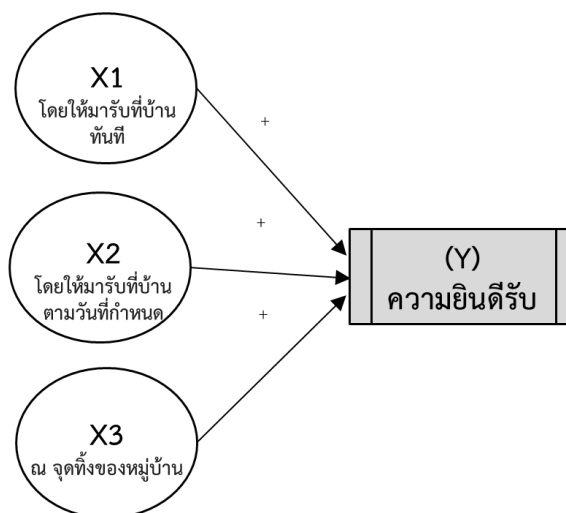 X1
โดยให้มารับที่บ้าน
ทันที
+
X2
โดยให้มารับที่บ้าน
ตามวันที่กำหนด
+
X3
ณ จุดทิ้งของหมู่บ้าน
+
(Y)
ความยินดีรับ